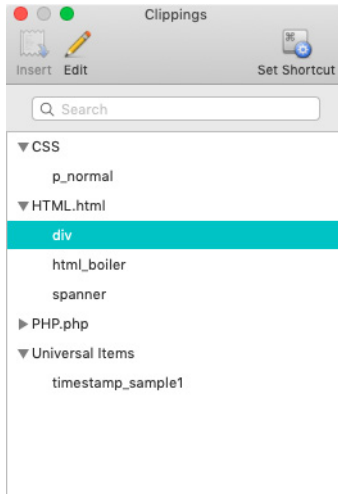 Clippings
Insert Edit Set Shortcut
Search
CSS
p_normal
HTML.html
div
html_boiler
spanner
PHP.php
Universal Items
timestamp_sample1